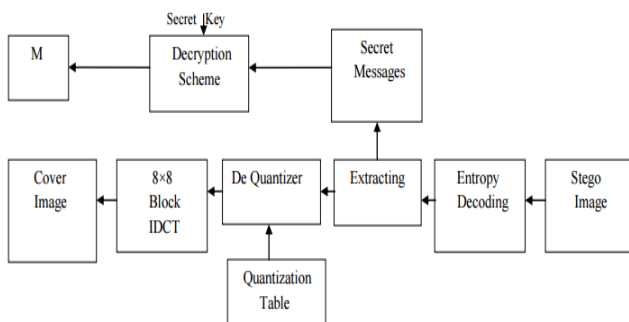 Secret Key
M
Decryption
Scheme
Secret
Messages
Cover
Image
8×8
Block
IDCT
De Quantizer
Extracting
Entropy
Decoding
Stego
Image
Quantization
Table